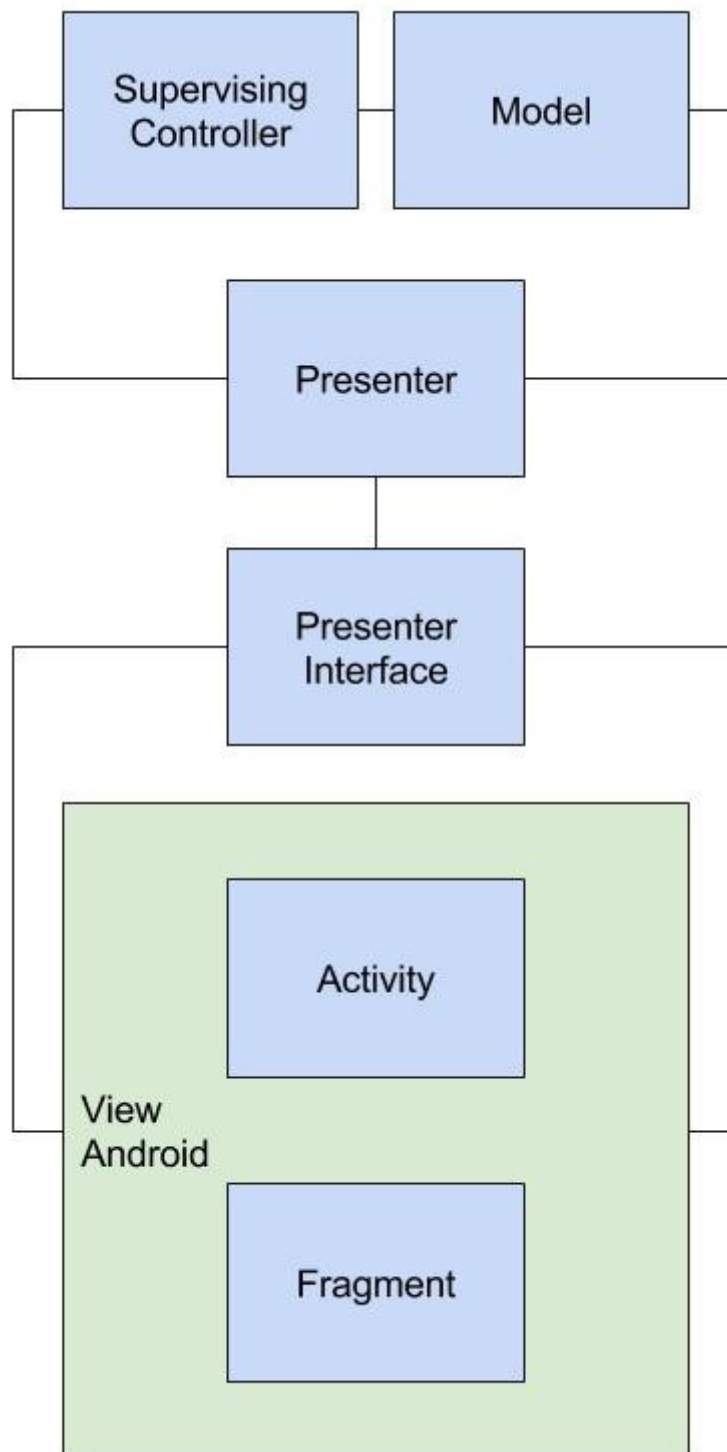 Supervising
Controller
Model
Presenter
Presenter
Interface
Activity
View
Android
Fragment